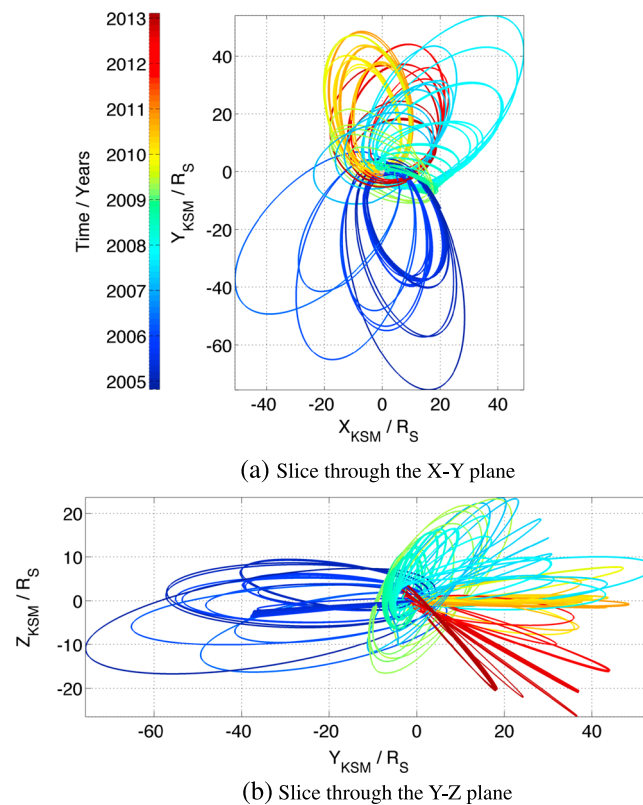 2013
2012
2011
2010
2009
2008
2007
2006
2005
Time / Years
40
20
0
-20
-40
-60
Y_KSM / R_S
-40 -20 0 20 40
X_KSM / R_S
(a) Slice through the X-Y plane
20
10
0
-10
-20
Z_KSM / R_S
-60 -40 -20 0 20 40
Y_KSM / R_S
(b) Slice through the Y-Z plane